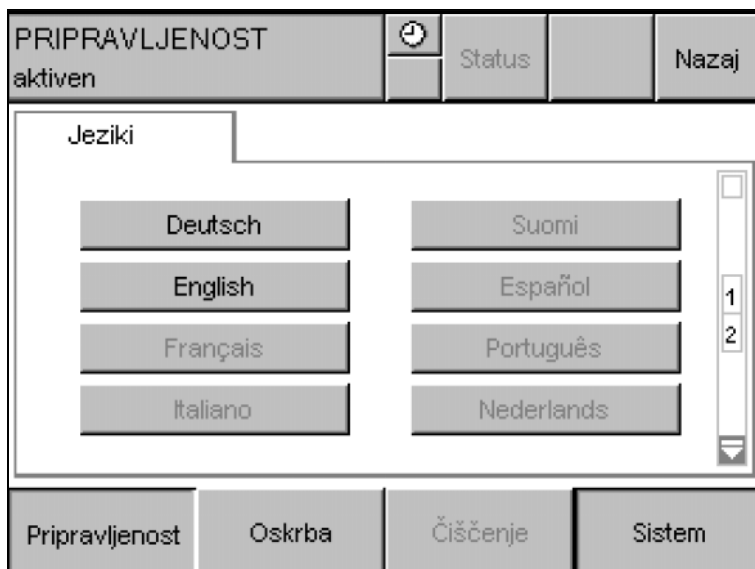 PRIPRAVLJENOST
aktiven
Status
Nazaj
Jeziki
Deutsch
Suomi
English
Español
1
Français
Português
2
Italiano
Nederlands
Pripravljenost
Oskrba
Čiščenje
Sistem